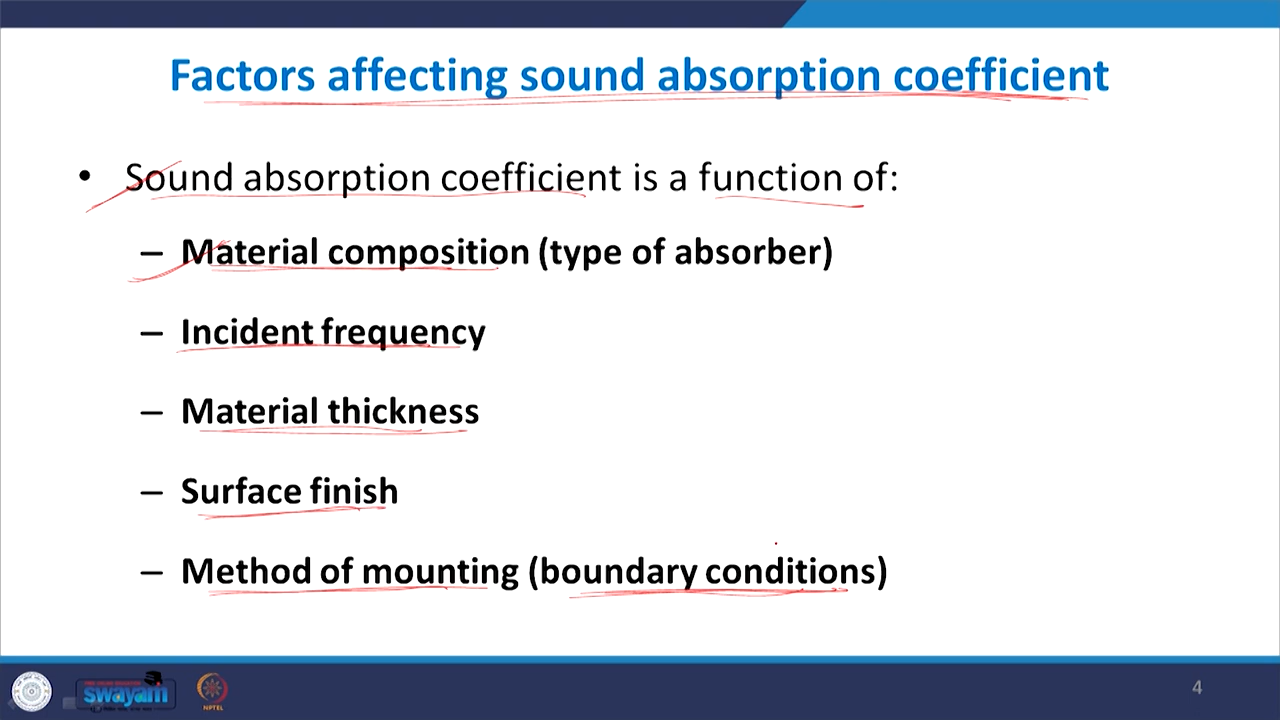 Factors affecting sound absorption coefficient
• Sound absorption coefficient is a function of:
– Material composition (type of absorber)
– Incident frequency
– Material thickness
– Surface finish
– Method of mounting (boundary conditions)
swayam
NPTEL
4